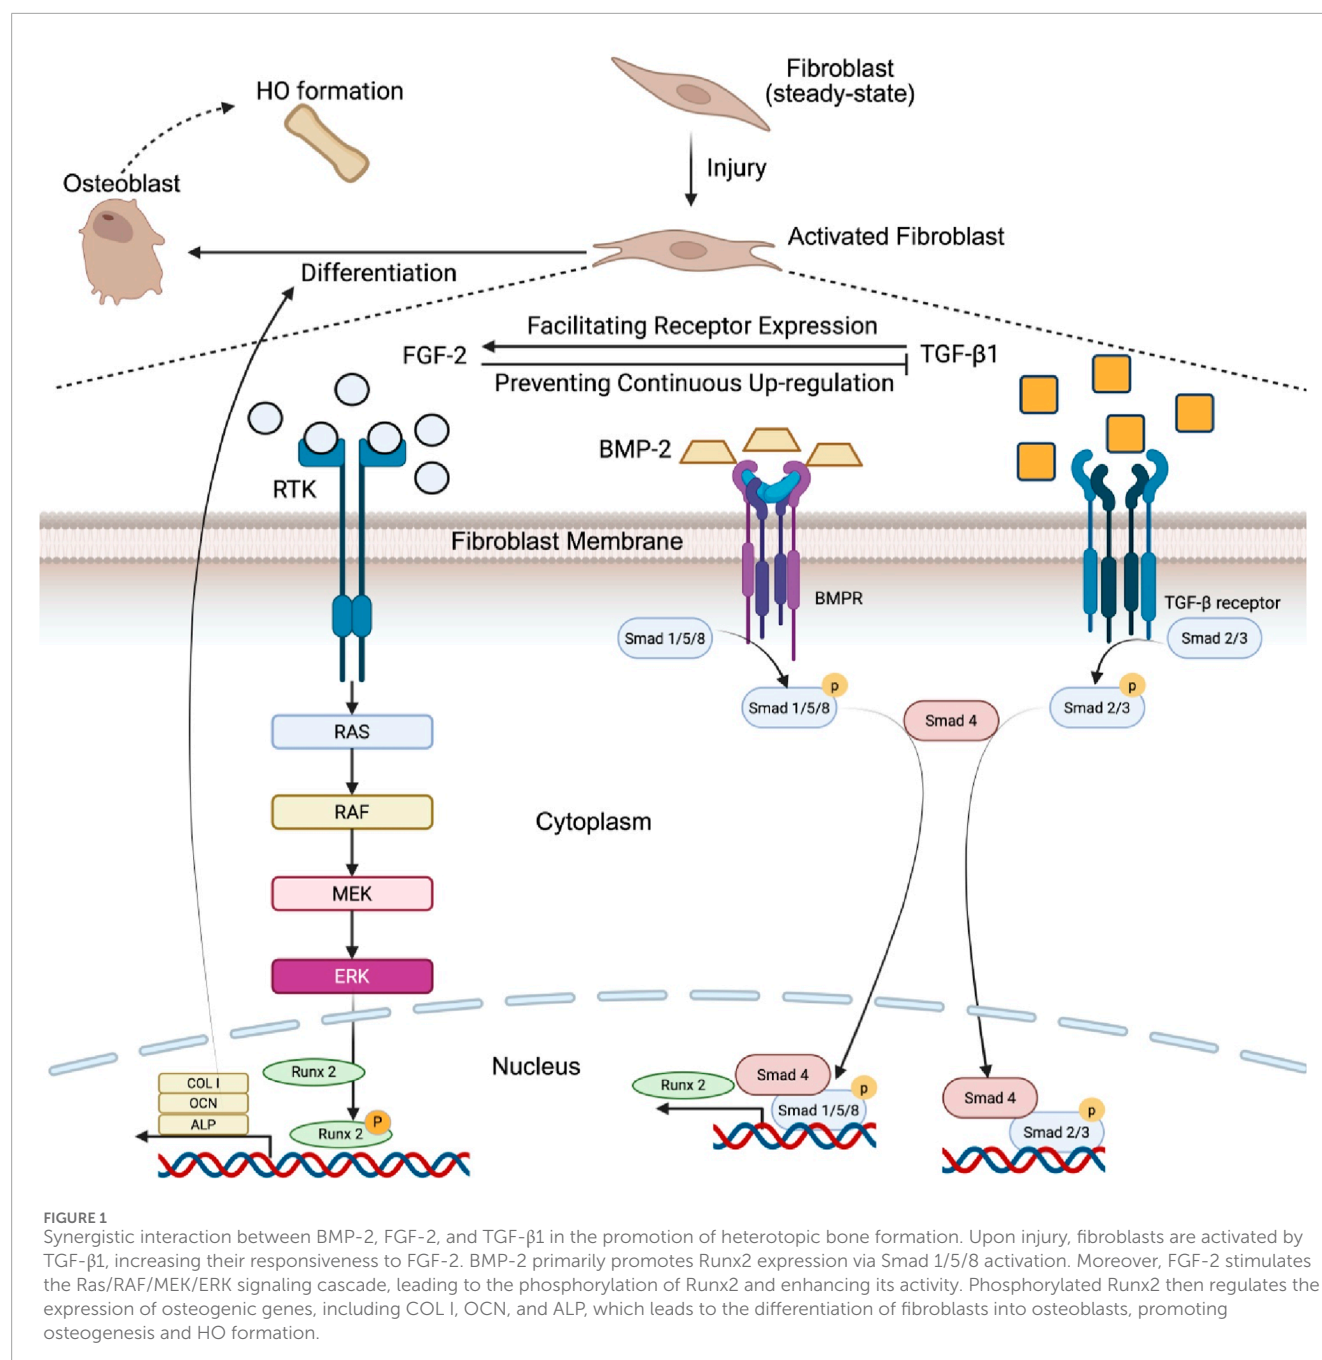 HO formation
Fibroblast
(steady-state)
Injury
Osteoblast
Activated Fibroblast
Differentiation
Facilitating Receptor Expression
FGF-2
TGF-β1
Preventing Continuous Up-regulation
BMP-2
RTK
Fibroblast Membrane
BMPR
TGF-β receptor
Smad 1/5/8
Smad 2/3
p
Smad 1/5/8
Smad 4
p
Smad 2/3
RAS
RAF
Cytoplasm
MEK
ERK
Nucleus
COL I
OCN
ALP
Runx 2
P
Runx 2
Runx 2
Smad 4
p
Smad 1/5/8
Smad 4
p
Smad 2/3
FIGURE 1
Synergistic interaction between BMP-2, FGF-2, and TGF-β1 in the promotion of heterotopic bone formation. Upon injury, fibroblasts are activated by
TGF-β1, increasing their responsiveness to FGF-2. BMP-2 primarily promotes Runx2 expression via Smad 1/5/8 activation. Moreover, FGF-2 stimulates
the Ras/RAF/MEK/ERK signaling cascade, leading to the phosphorylation of Runx2 and enhancing its activity. Phosphorylated Runx2 then regulates the
expression of osteogenic genes, including COL I, OCN, and ALP, which leads to the differentiation of fibroblasts into osteoblasts, promoting
osteogenesis and HO formation.